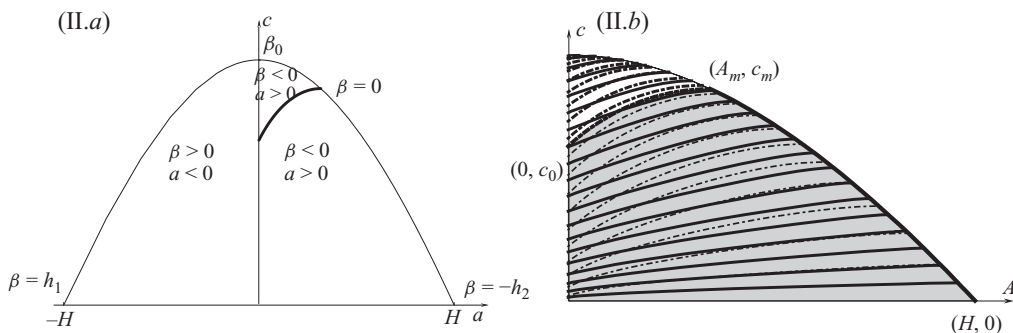 (II.a)
c
β₀
β < 0
a > 0
β = 0
β > 0
a < 0
β < 0
a > 0
β = h₁
β = −h₂
−H
H
a
(II.b)
c
(Aₘ, cₘ)
(0, c₀)
A
(H, 0)